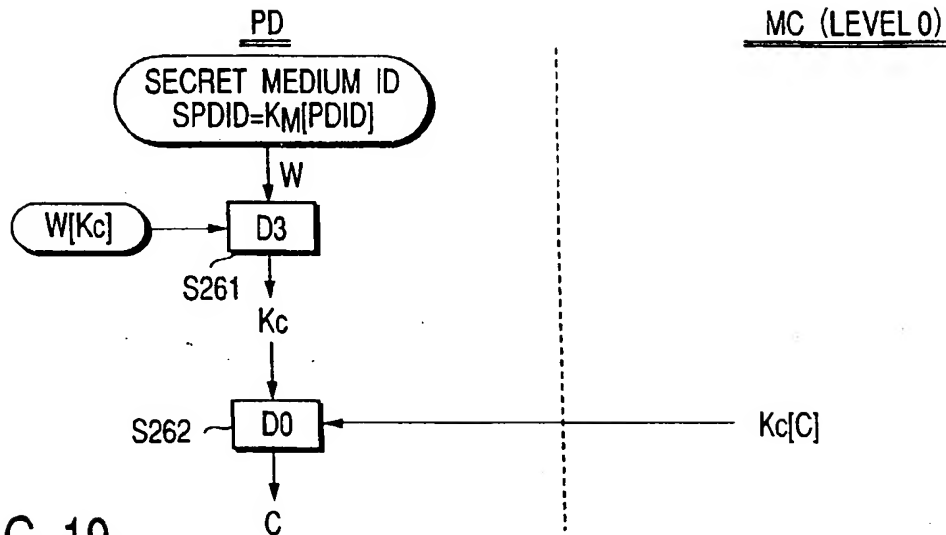 PD
MC (LEVEL 0)
SECRET MEDIUM ID
SPDID=KM[PDID]
W
W[Kc]
D3
S261
Kc
S262
D0
Kc[C]
C